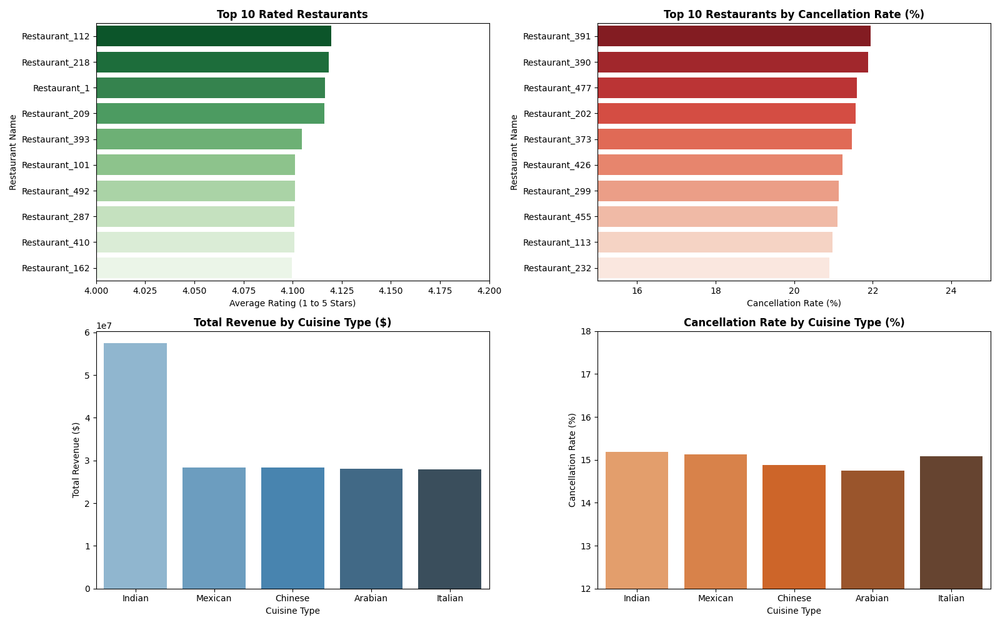 Top 10 Rated Restaurants
Restaurant Name
Restaurant_112
Restaurant_218
Restaurant_1
Restaurant_209
Restaurant_393
Restaurant_101
Restaurant_492
Restaurant_287
Restaurant_410
Restaurant_162
4.000 4.025 4.050 4.075 4.100 4.125 4.150 4.175 4.200
Average Rating (1 to 5 Stars)
Top 10 Restaurants by Cancellation Rate (%)
Restaurant Name
Restaurant_391
Restaurant_390
Restaurant_477
Restaurant_202
Restaurant_373
Restaurant_426
Restaurant_299
Restaurant_455
Restaurant_113
Restaurant_232
16 18 20 22 24
Cancellation Rate (%)
Total Revenue by Cuisine Type ($)
1e7
Total Revenue ($)
6
5
4
3
2
1
0
Indian Mexican Chinese Arabian Italian
Cuisine Type
Cancellation Rate by Cuisine Type (%)
Cancellation Rate (%)
18
17
16
15
14
13
12
Indian Mexican Chinese Arabian Italian
Cuisine Type